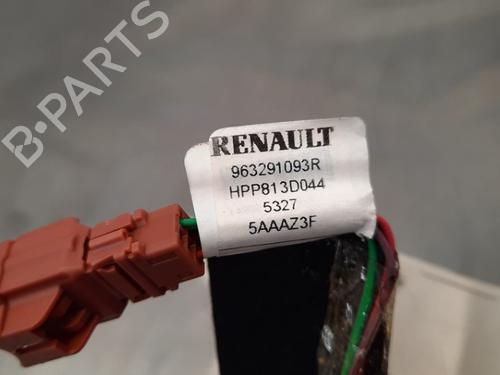 B-PARTS
RENAULT
963291093R
HPP813D044
5327
5AAAZ3F